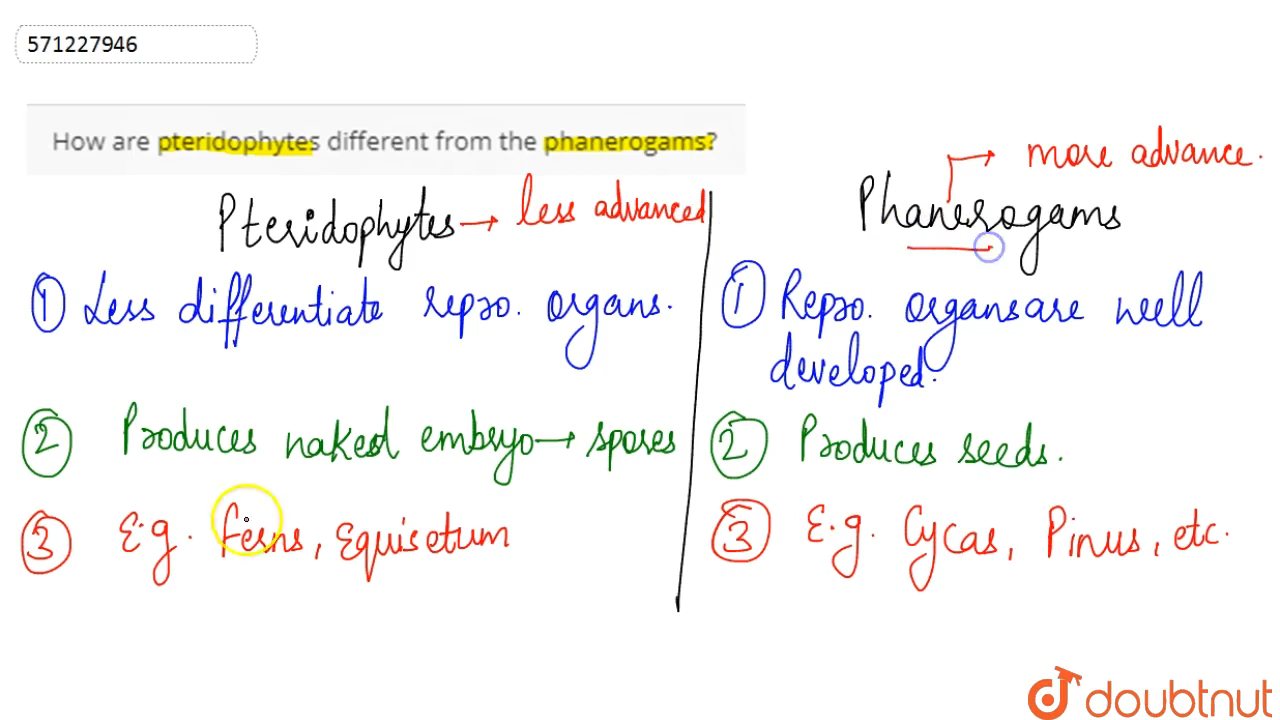 571227946
How are pteridophytes different from the phanerogams?
Pteridophytes → less advanced
① Less differentiate repro. organs.
② Produces naked embryo → spores
③ E.g. Ferns, Equisetum
→ more advance.
Phanerogams
① Repro. organs are well
developed.
② Produces seeds.
③ E.g. Cycas, Pinus, etc.
doubtnut